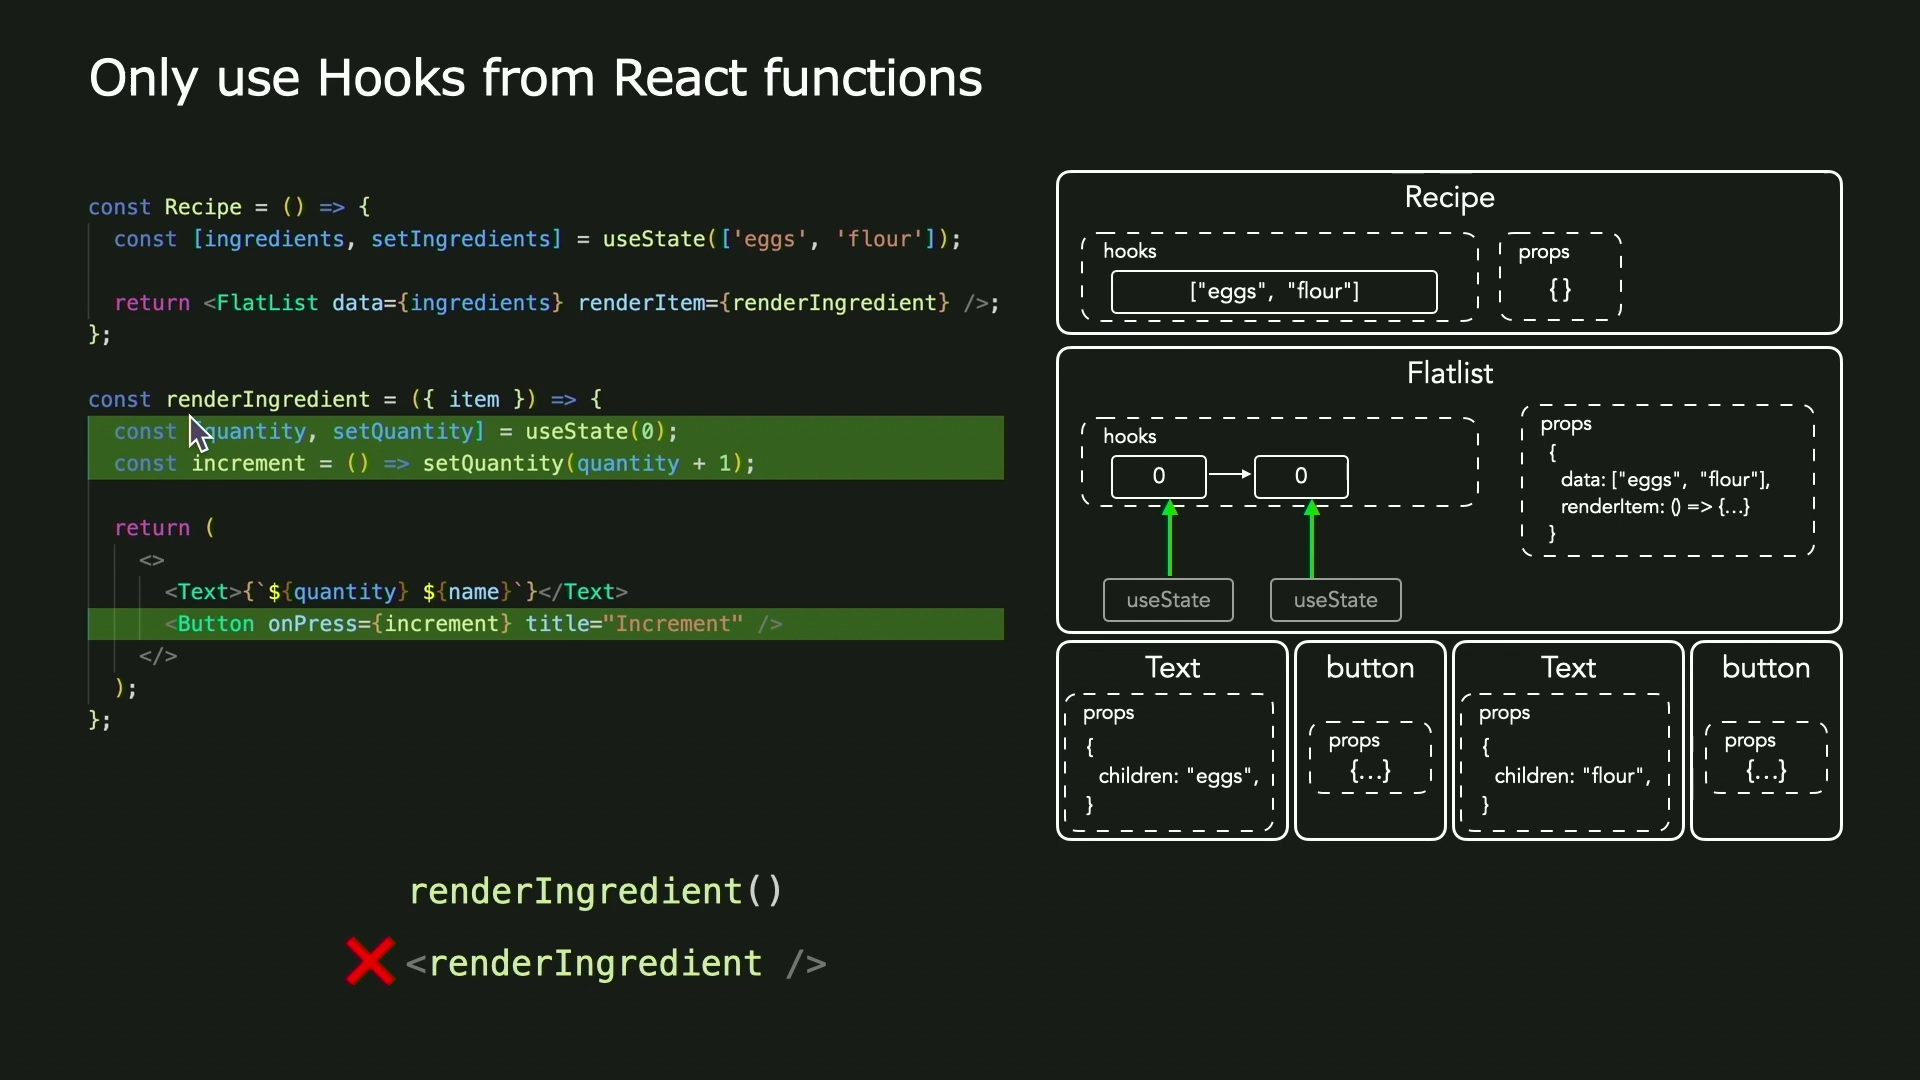 Only use Hooks from React functions
const Recipe = () => {
const [ingredients, setIngredients] = useState(['eggs', 'flour']);
return <FlatList data={ingredients} renderItem={renderIngredient} />;
};
const renderIngredient = ({ item }) => {
const [quantity, setQuantity] = useState(0);
const increment = () => setQuantity(quantity + 1);
return (
<>
<Text>{`${quantity} ${name}`}</Text>
<Button onPress={increment} title="Increment" />
</>
);
};
renderIngredient()
<renderIngredient />
Recipe
hooks
["eggs", "flour"]
props
{}
Flatlist
hooks
0
0
useState
useState
props
{
data: ["eggs", "flour"],
renderItem: () => {...}
}
Text
props
{
children: "eggs",
}
button
props
{...}
Text
props
{
children: "flour",
}
button
props
{...}